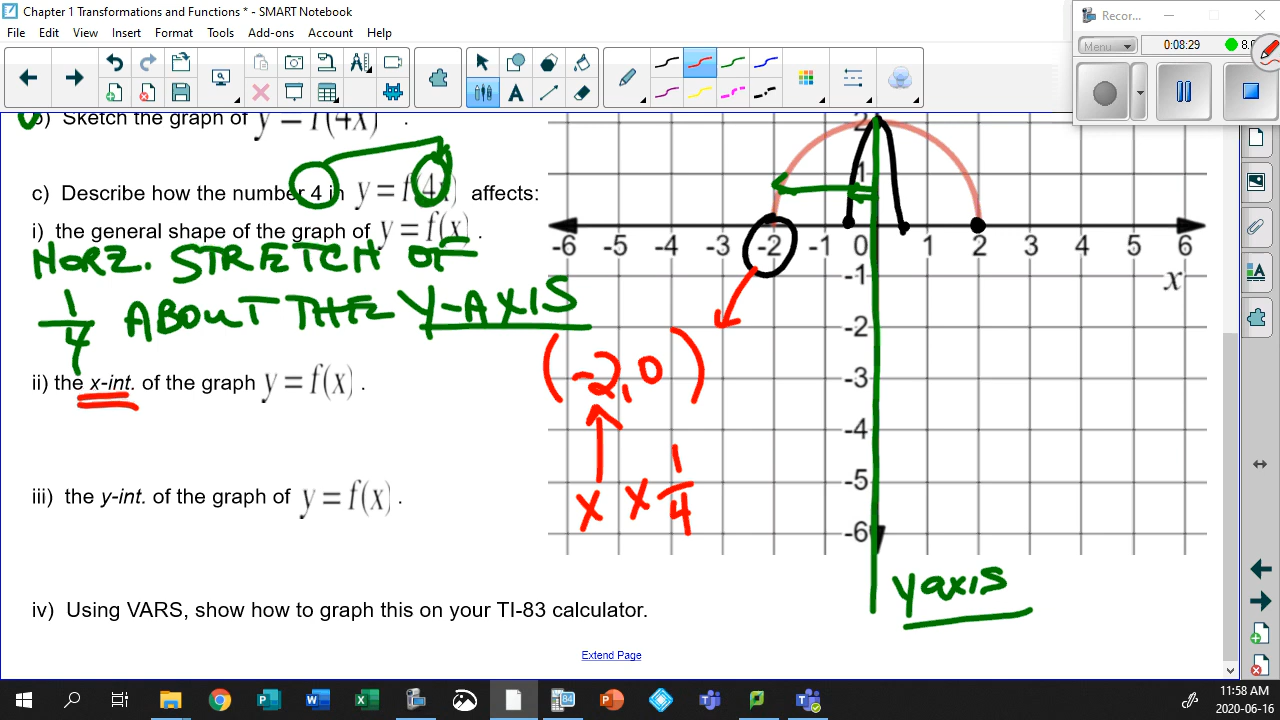 Chapter 1 Transformations and Functions * - SMART Notebook
File Edit View Insert Format Tools Add-ons Account Help
Recor...
Menu 0:08:29
b) Sketch the graph of y = f(4x) .
c) Describe how the number 4 in y = f(4x) affects:
i) the general shape of the graph of y = f(x) .
HORZ. STRETCH OF
1/4 ABOUT THE Y-AXIS
ii) the x-int. of the graph y = f(x) .
iii) the y-int. of the graph of y = f(x) .
iv) Using VARS, show how to graph this on your TI-83 calculator.
2
1
-6 -5 -4 -3 -2 -1 0 1 2 3 4 5 6
x
-1
-2
-3
-4
-5
-6
(-2,0)
x x 1/4
y axis
Extend Page
84
11:58 AM
2020-06-16